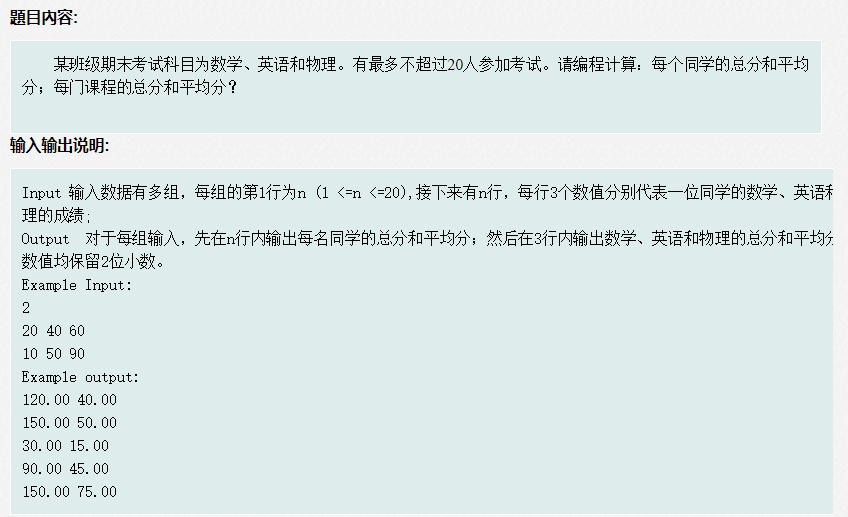 题目内容:
某班级期末考试科目为数学、英语和物理。有最多不超过20人参加考试。请编程计算：每个同学的总分和平均
分；每门课程的总分和平均分？
输入输出说明:
Input 输入数据有多组，每组的第1行为n (1 <=n <=20),接下来有n行，每行3个数值分别代表一位同学的数学、英语和
理的成绩;
Output  对于每组输入，先在n行内输出每名同学的总分和平均分；然后在3行内输出数学、英语和物理的总分和平均分
数值均保留2位小数。
Example Input:
2
20 40 60
10 50 90
Example output:
120.00 40.00
150.00 50.00
30.00 15.00
90.00 45.00
150.00 75.00